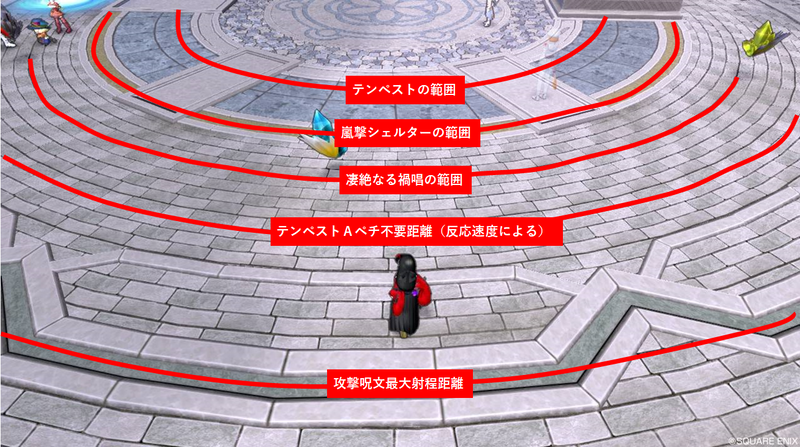 テンペストの範囲
嵐撃シェルターの範囲
凄絶なる禍唱の範囲
テンペストAペチ不要距離（反応速度による）
攻撃呪文最大射程距離
© SQUARE ENIX